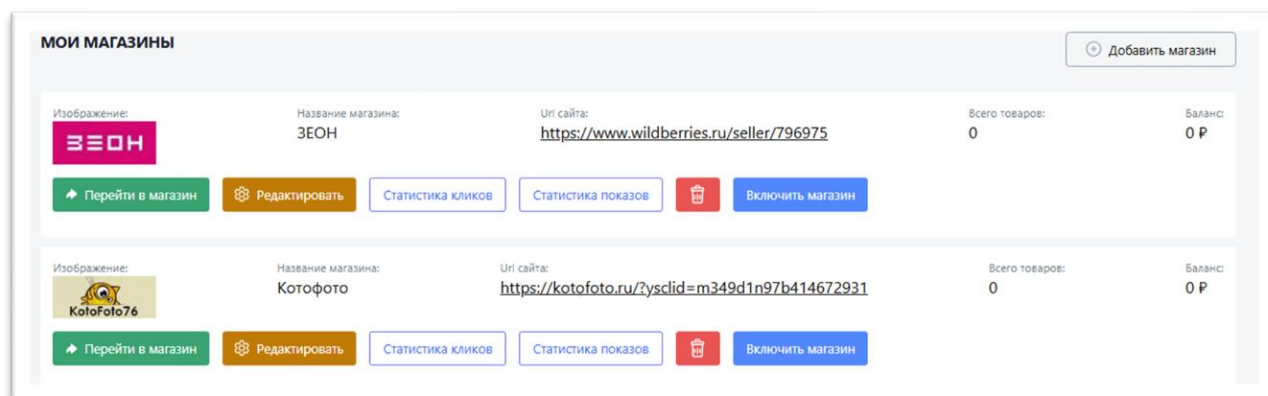 МОИ МАГАЗИНЫ
Добавить магазин
Изображение: Название магазина: Url сайта: Всего товаров: Баланс:
ЗЕОН ЗЕОН https://www.wildberries.ru/seller/796975 0 0 ₽
Перейти в магазин Редактировать Статистика кликов Статистика показов Включить магазин
Изображение: Название магазина: Url сайта: Всего товаров: Баланс:
KotoFoto76 Котофото https://kotofoto.ru/?ysclid=m349d1n97b414672931 0 0 ₽
Перейти в магазин Редактировать Статистика кликов Статистика показов Включить магазин